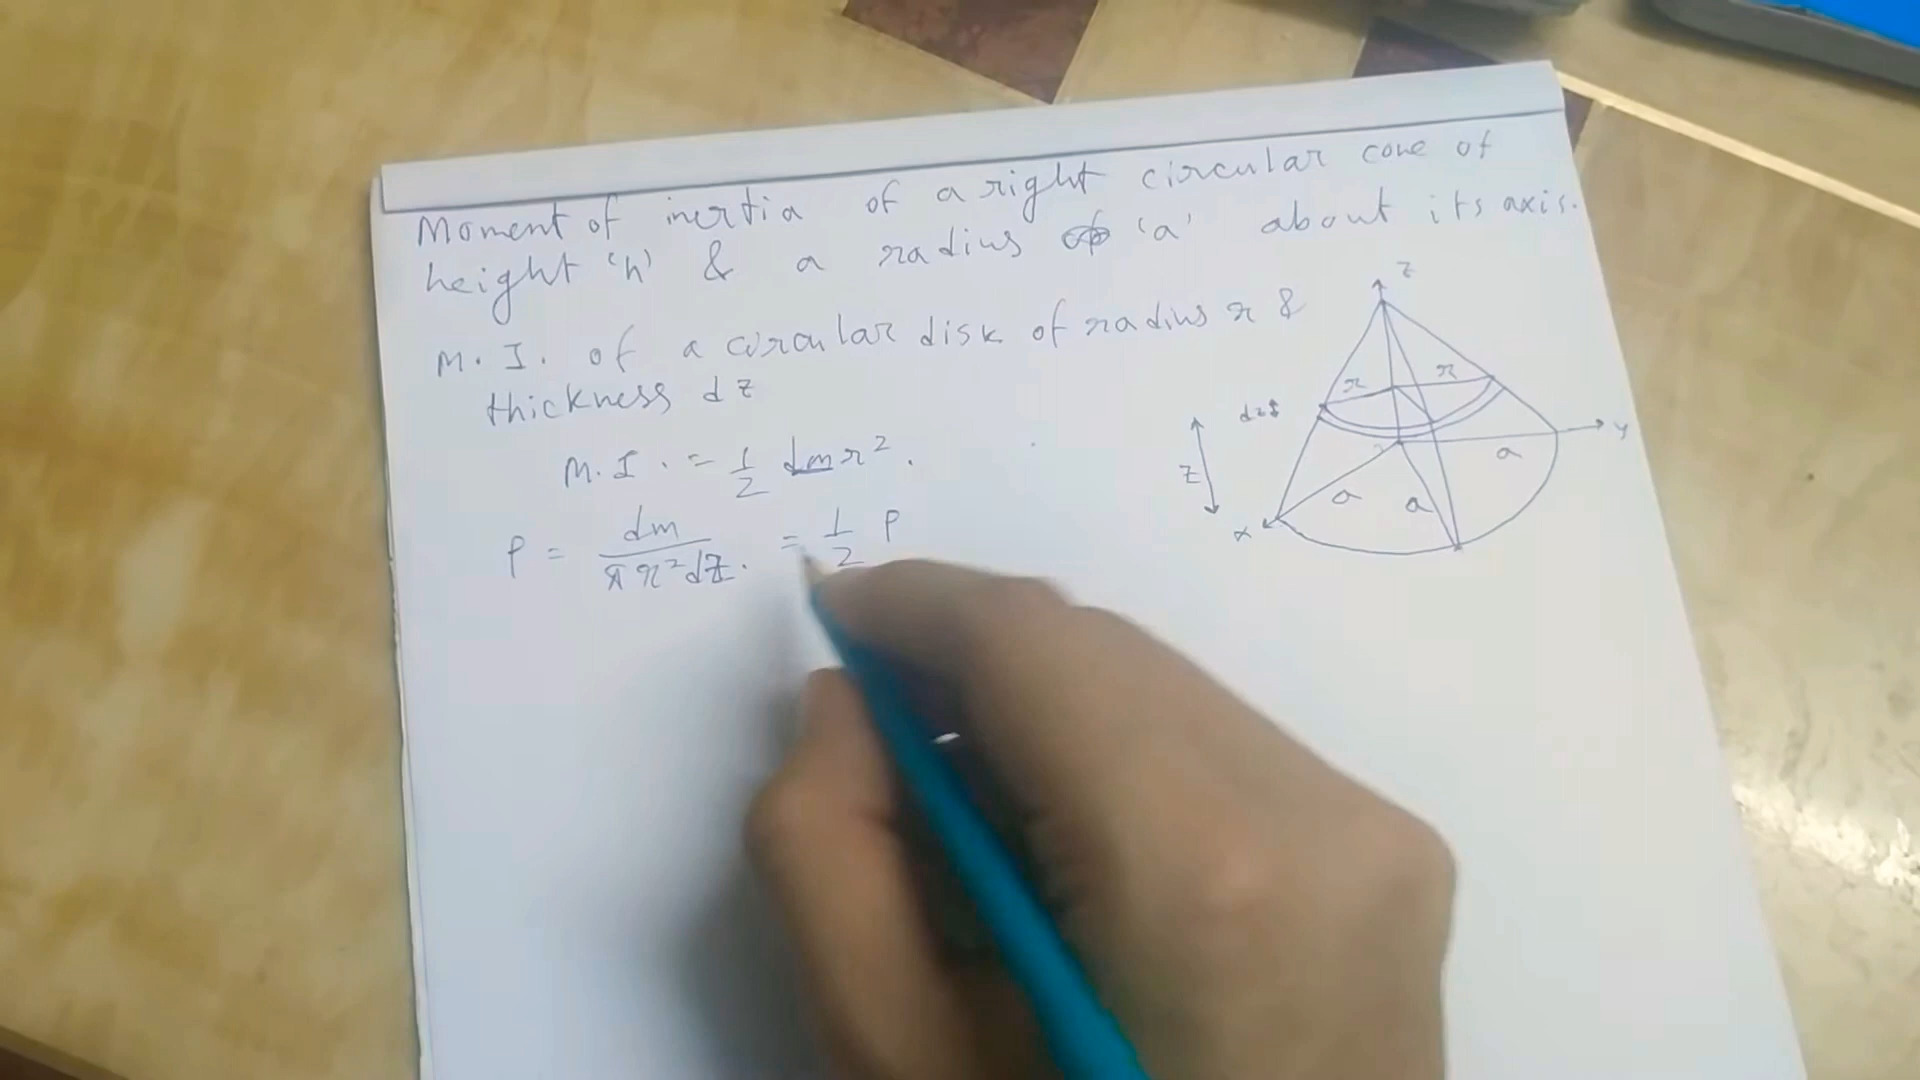 Moment of inertia of a right circular cone of
height 'h' & a radius 'a' about its axis.
M. I. of a circular disk of radius r &
thickness dz
M. I. = 1/2 dm r².
ρ = dm / π r² dz. = 1/2 ρ
z
r r
dz
y
z
a
a a
x